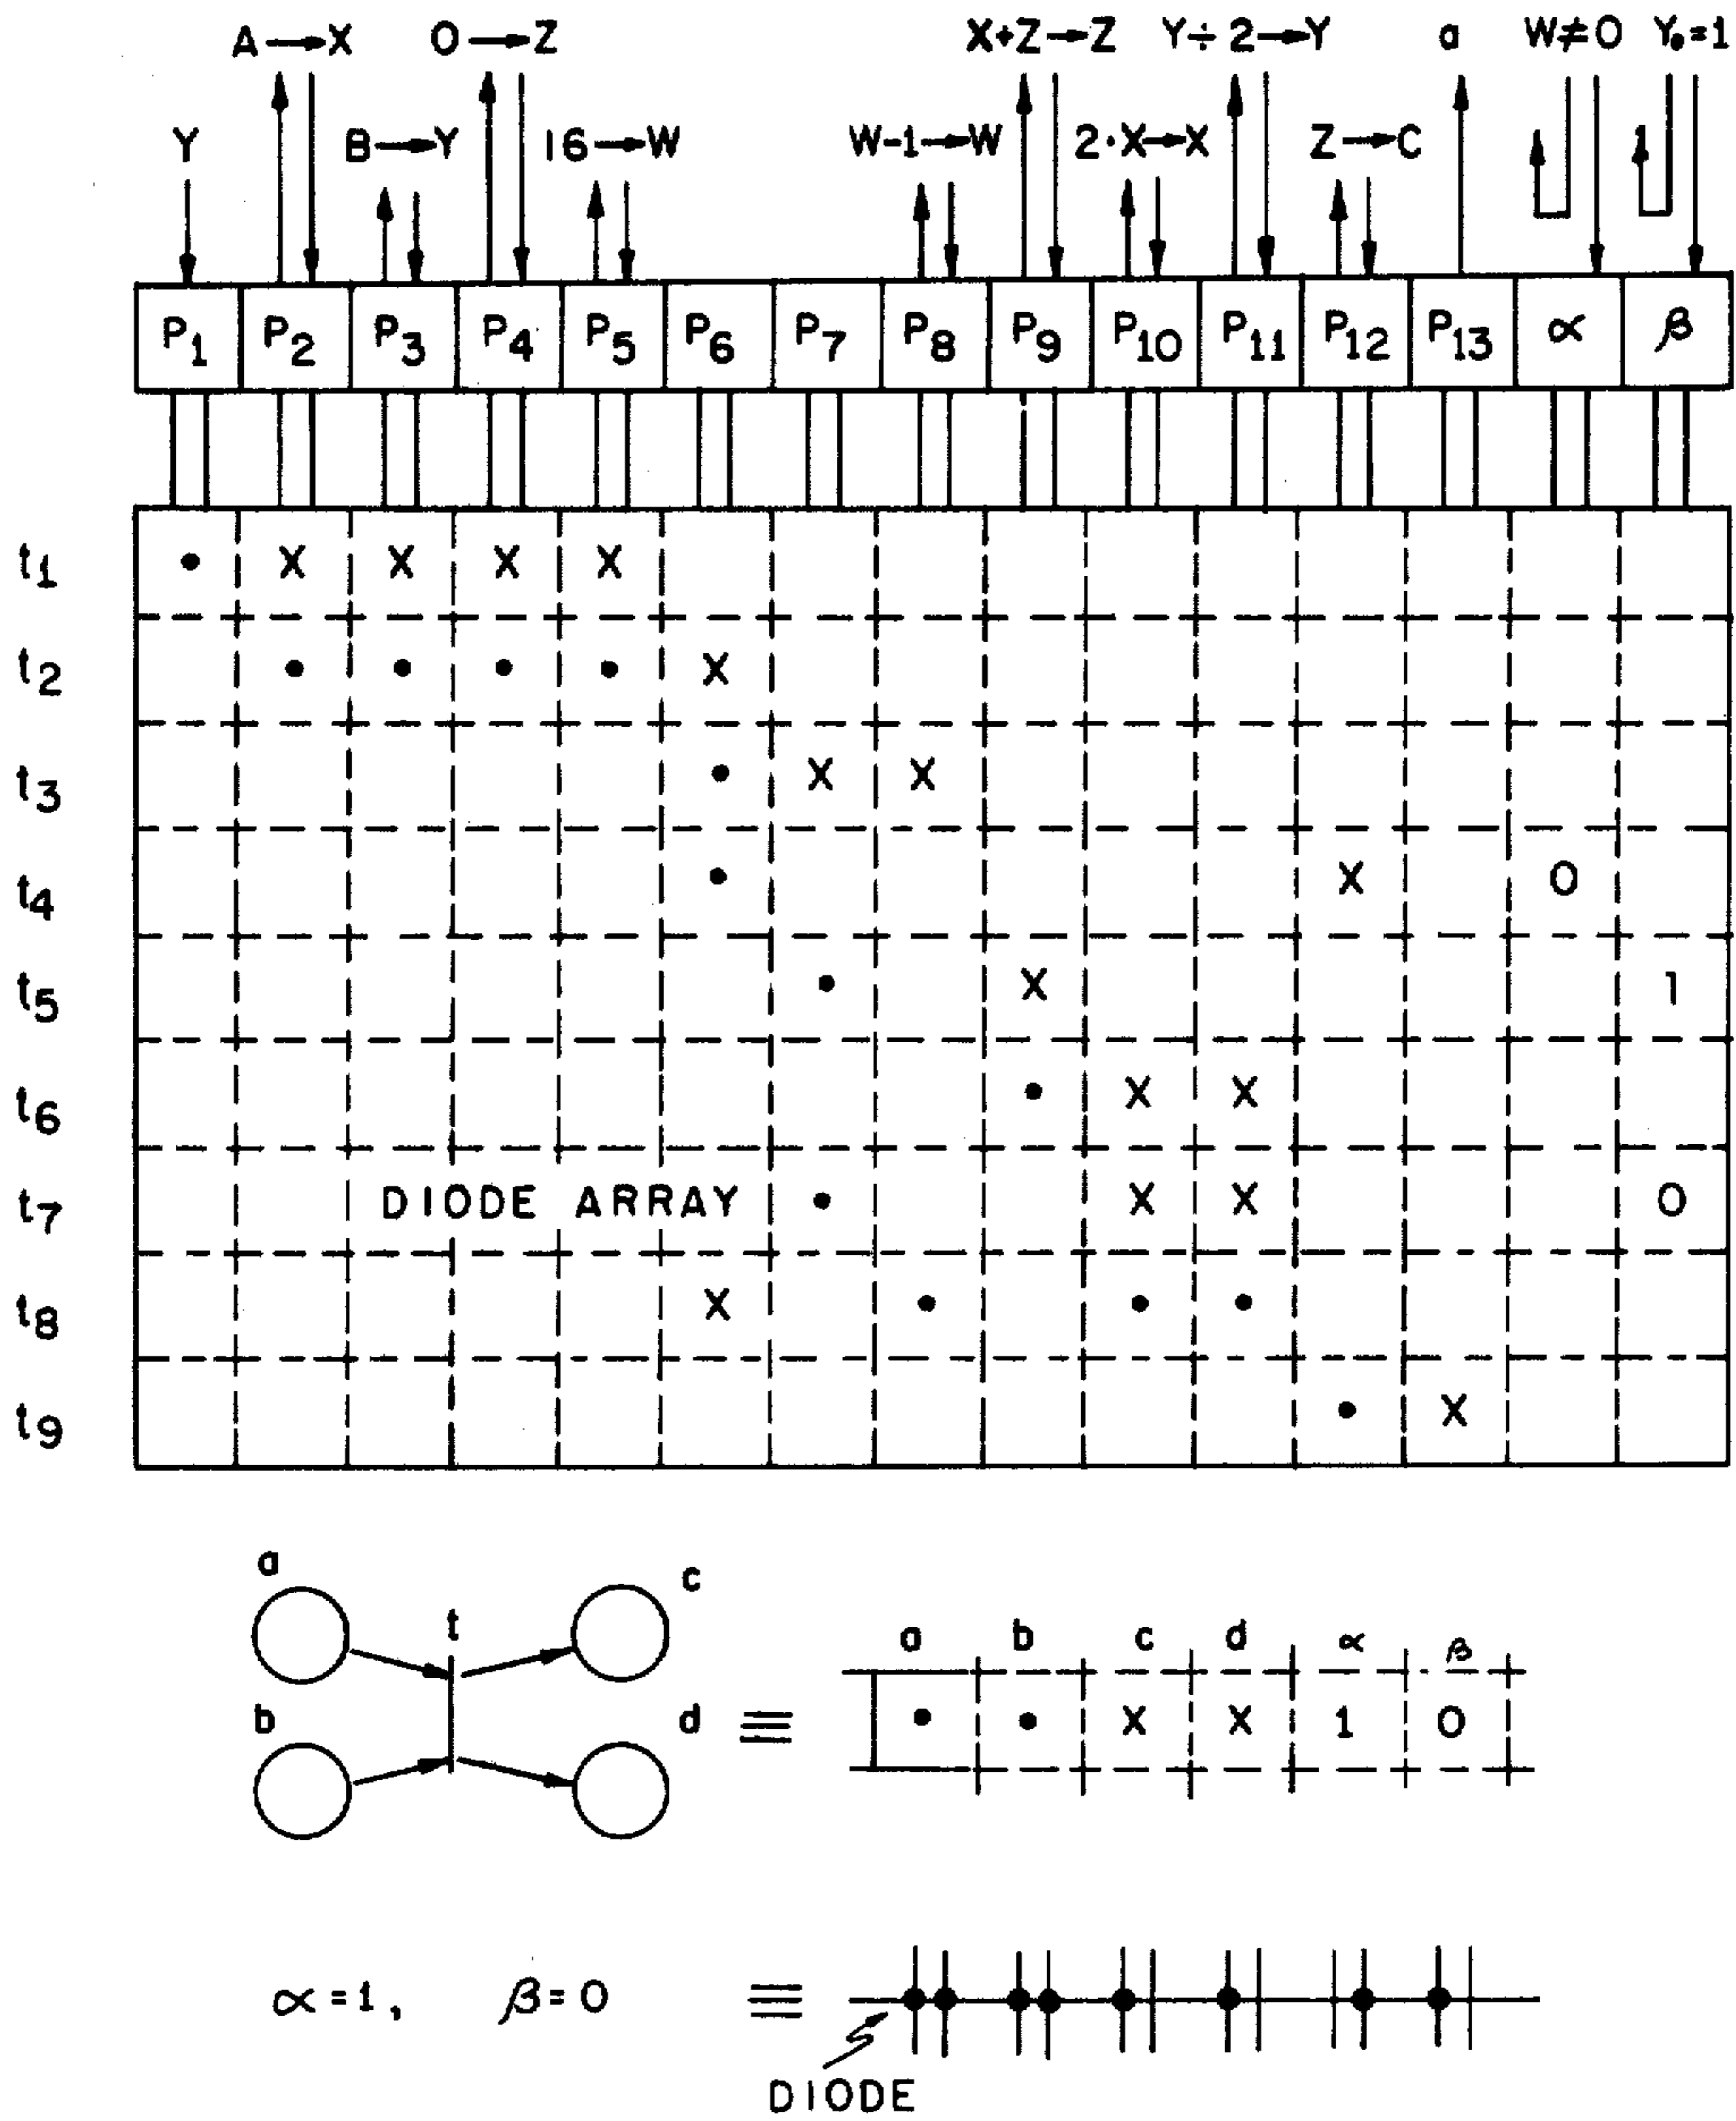 A→X O→Z X+Z→Z Y÷2→Y a W≠0 Y₀=1
Y B→Y 16→W W-1→W 2·X→X Z→C 1
P₁ P₂ P₃ P₄ P₅ P₆ P₇ P₈ P₉ P₁₀ P₁₁ P₁₂ P₁₃ α β
t₁ • X X X X
t₂ • • • • X
t₃ • X X
t₄ • X 0
t₅ • X 1
t₆ • X X
t₇ DIODE ARRAY • X X 0
t₈ X • • •
t₉ • X
a c
t
b d ≡
a b c d α β
• • X X 1 0
α=1, β=0 ≡
DIODE